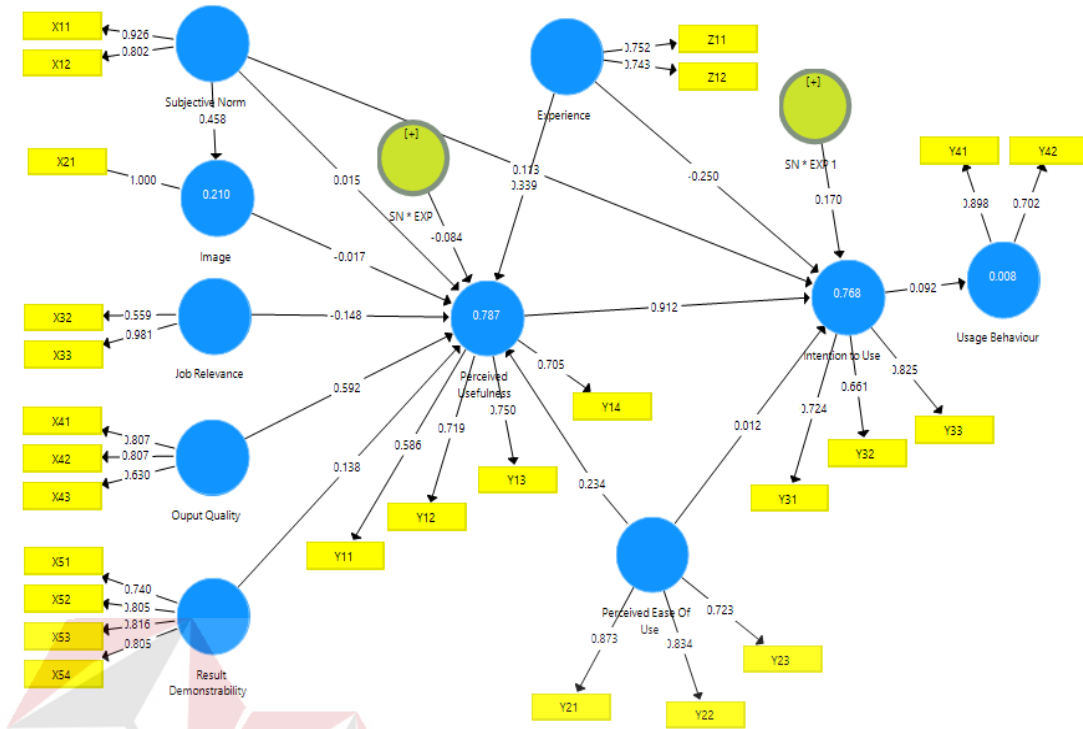 X11
0.926
0.802
X12
Subjective Norm
0.458
X21
1.000
0.210
Image
[+]
SN * EXP
-0.084
0.015
-0.017
Experience
0.752
0.743
Z11
Z12
0.113
0.339
-0.250
[+]
SN * EXP 1
0.170
Y41
Y42
0.898
0.702
0.008
Usage Behaviour
X32
0.559
0.981
X33
Job Relevance
-0.148
0.787
Perceived
Usefulness
0.912
0.768
Intention to Use
0.092
X41
0.807
X42
0.807
X43
0.630
Ouput Quality
0.592
0.138
0.586
0.719
0.750
0.705
Y14
Y13
Y12
Y11
0.234
0.012
0.724
0.661
0.825
Y33
Y32
Y31
X51
0.740
X52
0.805
X53
0.816
X54
0.805
Result
Demonstrability
Perceived Ease Of
Use
0.873
0.834
0.723
Y23
Y21
Y22